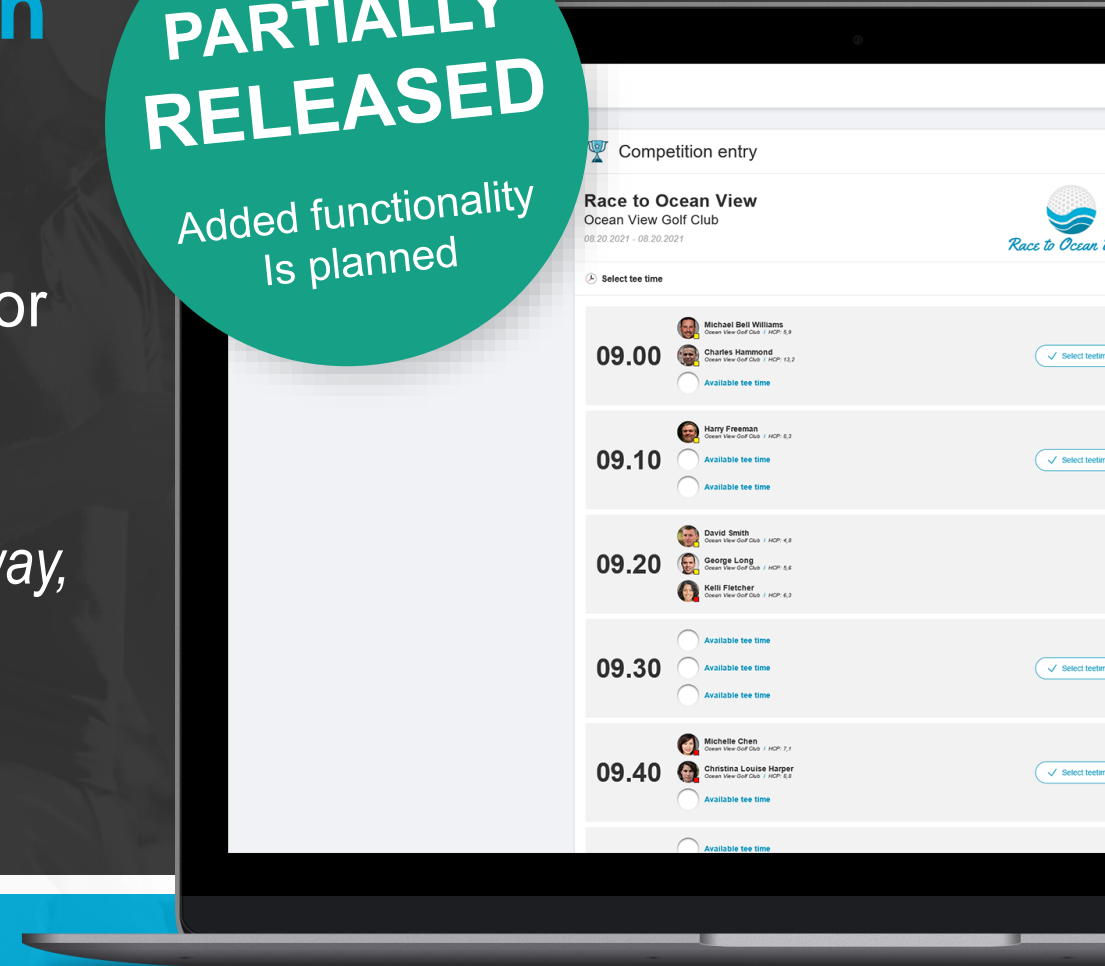 n
PARTIALLY
RELEASED
Added functionality
Is planned
or
way,
Competition entry
Race to Ocean View
Ocean View Golf Club
08.20.2021 - 08.20.2021
Race to Ocean
Select tee time
09.00
Michael Bell Williams
Ocean View Golf Club / HCP: 5,9
Charles Hammond
Ocean View Golf Club / HCP: 13,2
Available tee time
Select teetim
09.10
Harry Freeman
Ocean View Golf Club / HCP: 8,3
Available tee time
Available tee time
Select teetim
09.20
David Smith
Ocean View Golf Club / HCP: 4,8
George Long
Ocean View Golf Club / HCP: 5,6
Kelli Fletcher
Ocean View Golf Club / HCP: 6,3
09.30
Available tee time
Available tee time
Available tee time
Select teetim
09.40
Michelle Chen
Ocean View Golf Club / HCP: 7,1
Christina Louise Harper
Ocean View Golf Club / HCP: 6,8
Available tee time
Select teetim
Available tee time